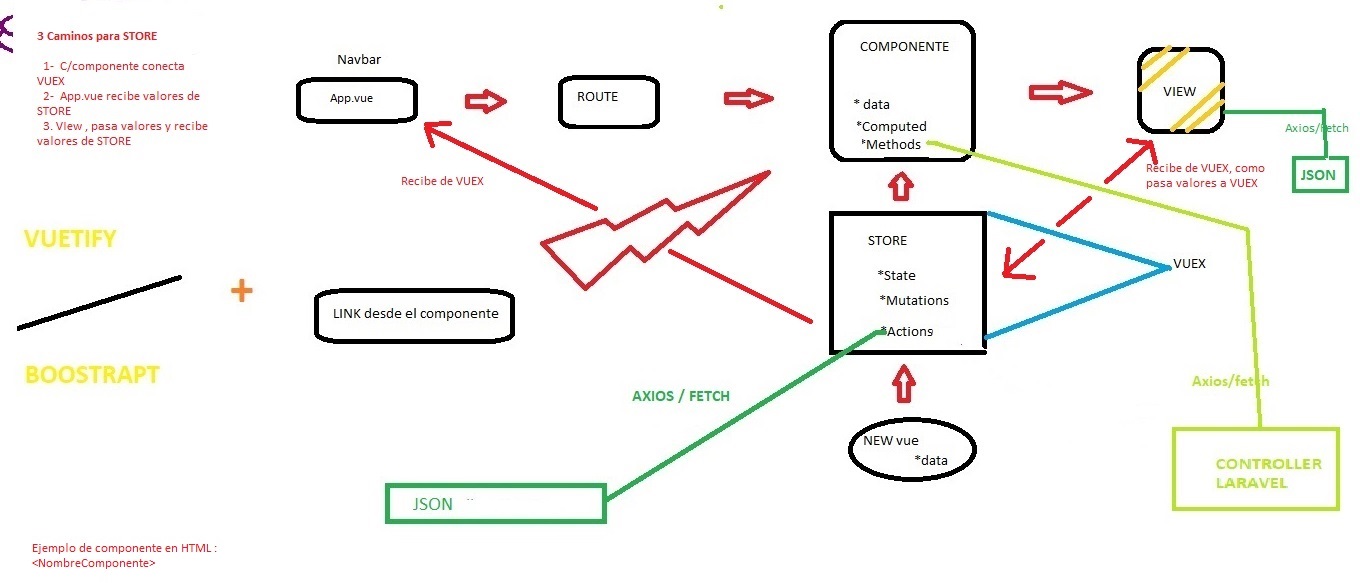 3 Caminos para STORE
1- C/componente conecta
VUEX
2- App.vue recibe valores de
STORE
3. View , pasa valores y recibe
valores de STORE
Navbar
App.vue
ROUTE
COMPONENTE
* data
*Computed
*Methods
VIEW
Axios/fetch
JSON
Recibe de VUEX
Recibe de VUEX, como
pasa valores a VUEX
VUETIFY
+
BOOSTRAPT
LINK desde el componente
STORE
*State
*Mutations
*Actions
VUEX
AXIOS / FETCH
Axios/fetch
NEW vue
*data
JSON
CONTROLLER
LARAVEL
Ejemplo de componente en HTML :
<NombreComponente>